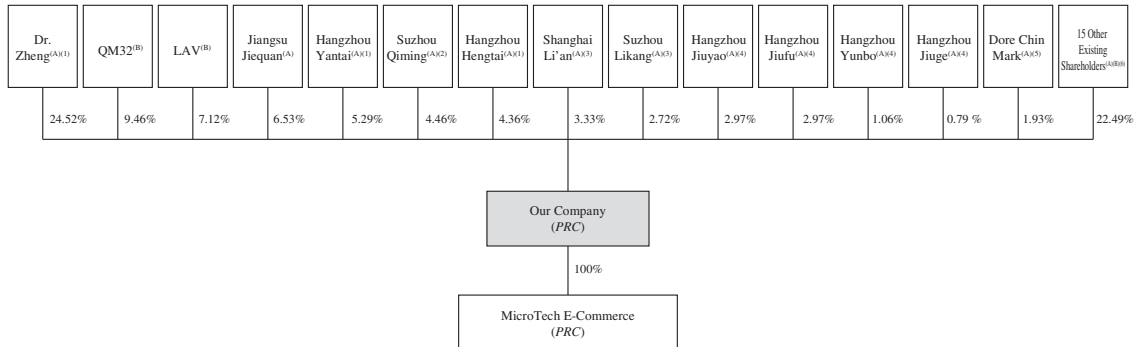 Dr.
Zheng(A)(1)
QM32(B)
LAV(B)
Jiangsu
Jiequan(A)
Hangzhou
Yantai(A)(1)
Suzhou
Qiming(A)(2)
Hangzhou
Hengtai(A)(1)
Shanghai
Li'an(A)(3)
Suzhou
Likang(A)(3)
Hangzhou
Jiuyao(A)(4)
Hangzhou
Jiufu(A)(4)
Hangzhou
Yunbo(A)(4)
Hangzhou
Jiuge(A)(4)
Dore Chin
Mark(A)(5)
15 Other
Existing
Shareholders(A)(B)(6)
24.52%
9.46%
7.12%
6.53%
5.29%
4.46%
4.36%
3.33%
2.72%
2.97%
2.97%
1.06%
0.79 %
1.93%
22.49%
Our Company
(PRC)
100%
MicroTech E-Commerce
(PRC)